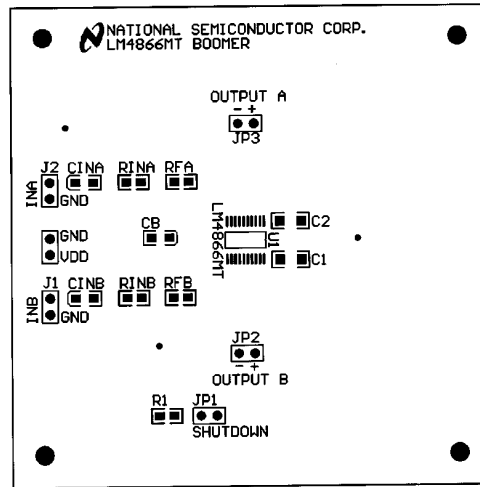 NATIONAL SEMICONDUCTOR CORP.
LM4866MT BOOMER
OUTPUT A
- +
JP3
J2 CINA RINA RFA
INA
GND
LM4866MT
C2
CB
U1
GND
VDD
C1
J1 CINB RINB RFB
INB
GND
JP2
- +
OUTPUT B
R1 JP1
SHUTDOWN